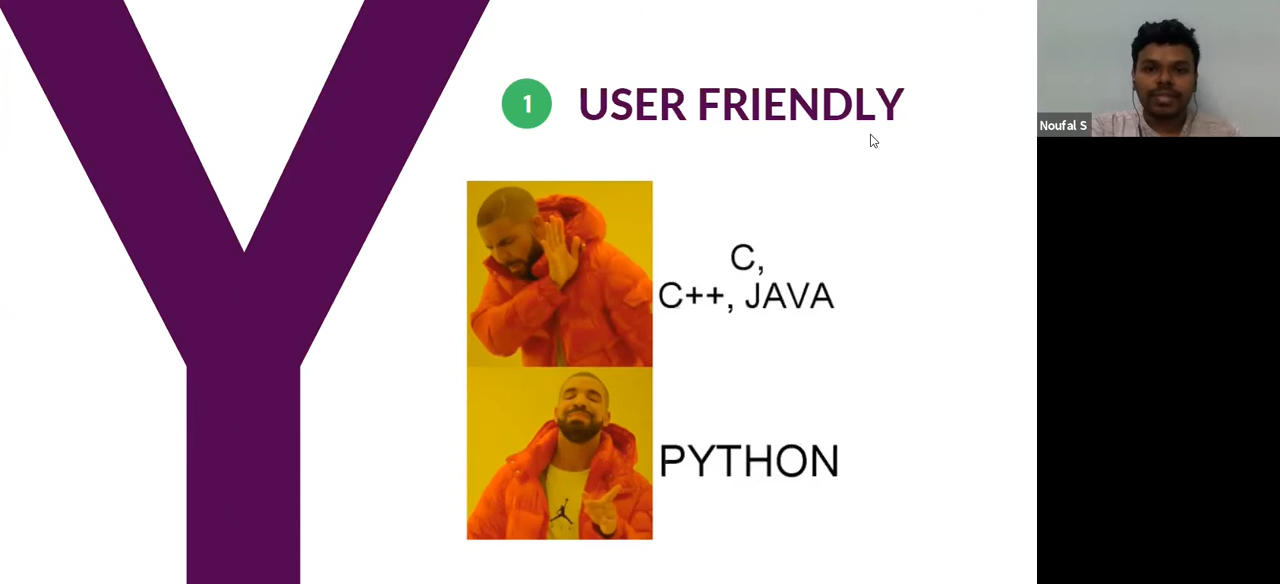 Y
1 USER FRIENDLY
Noufal S
C,
C++, JAVA
PYTHON